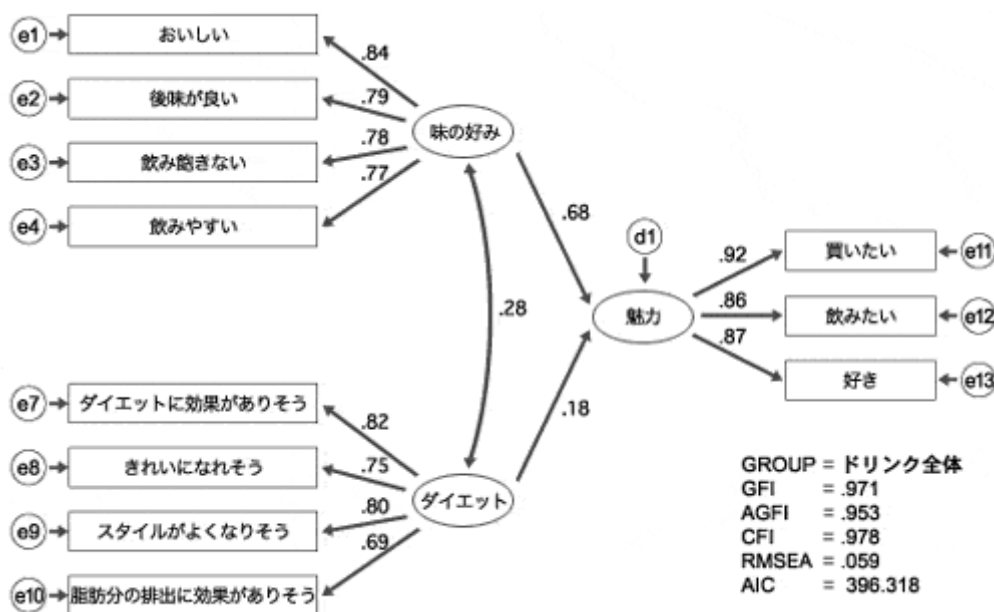 e1
おいしい
.84
e2
後味が良い
.79
味の好み
e3
飲み飽きない
.78
.77
e4
飲みやすい
.68
d1
.92
買いたい
e11
.28
魅力
.86
飲みたい
e12
.87
好き
e13
e7
ダイエットに効果がありそう
.82
.18
e8
きれいになれそう
.75
ダイエット
e9
スタイルがよくなりそう
.80
.69
e10
脂肪分の排出に効果がありそう
GROUP = ドリンク全体
GFI = .971
AGFI = .953
CFI = .978
RMSEA = .059
AIC = 396.318